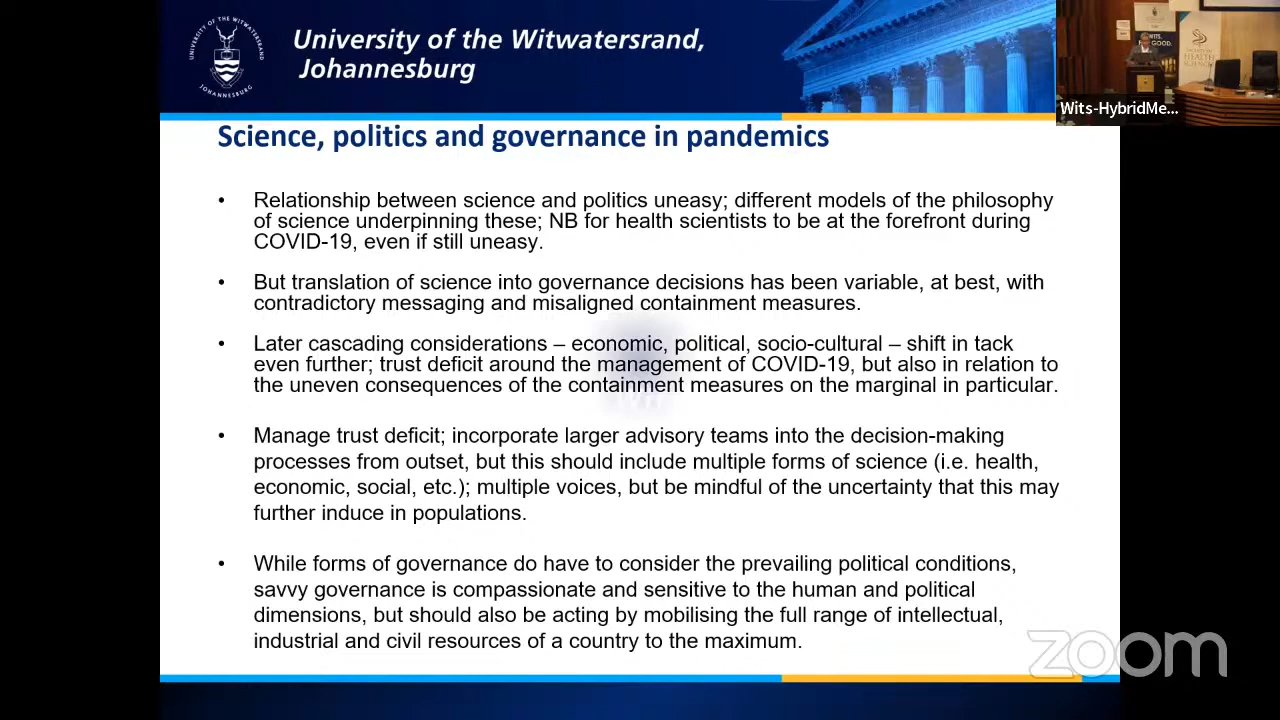 UNIVERSITY OF THE WITWATERSRAND
JOHANNESBURG
University of the Witwatersrand,
Johannesburg
GOOD.
HEALTH
Wits-HybridMe...
Science, politics and governance in pandemics
• Relationship between science and politics uneasy; different models of the philosophy
of science underpinning these; NB for health scientists to be at the forefront during
COVID-19, even if still uneasy.
• But translation of science into governance decisions has been variable, at best, with
contradictory messaging and misaligned containment measures.
• Later cascading considerations – economic, political, socio-cultural – shift in tack
even further; trust deficit around the management of COVID-19, but also in relation to
the uneven consequences of the containment measures on the marginal in particular.
• Manage trust deficit; incorporate larger advisory teams into the decision-making
processes from outset, but this should include multiple forms of science (i.e. health,
economic, social, etc.); multiple voices, but be mindful of the uncertainty that this may
further induce in populations.
• While forms of governance do have to consider the prevailing political conditions,
savvy governance is compassionate and sensitive to the human and political
dimensions, but should also be acting by mobilising the full range of intellectual,
industrial and civil resources of a country to the maximum.
zoom